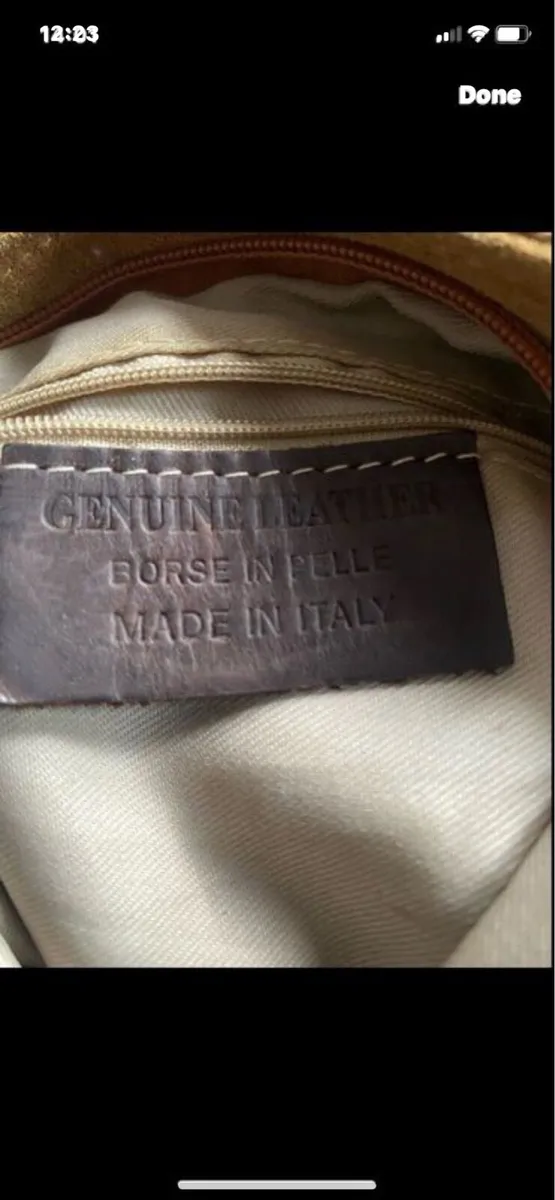 12:23
Done
GENUINE LEATHER
BORSE IN PELLE
MADE IN ITALY